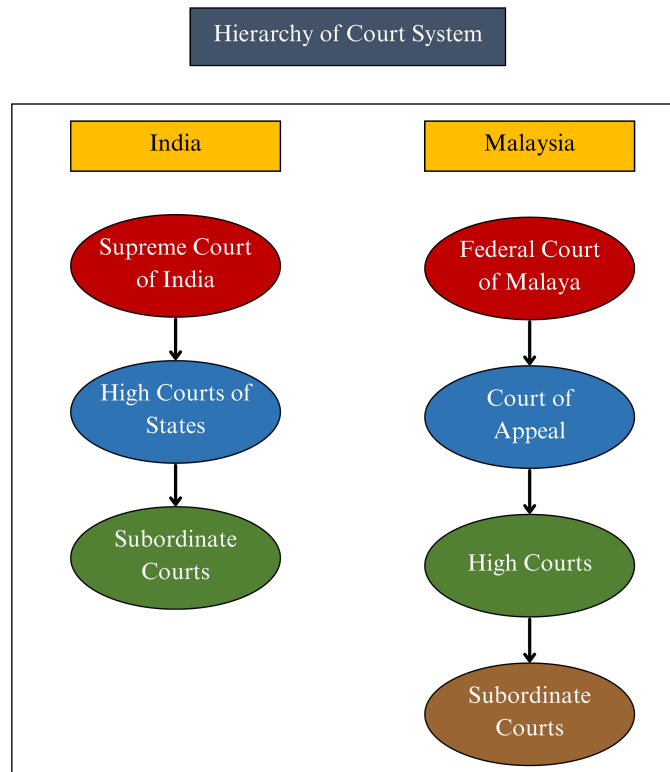 Hierarchy of Court System
India
Supreme Court
of India
High Courts of
States
Subordinate
Courts
Malaysia
Federal Court
of Malaya
Court of
Appeal
High Courts
Subordinate
Courts